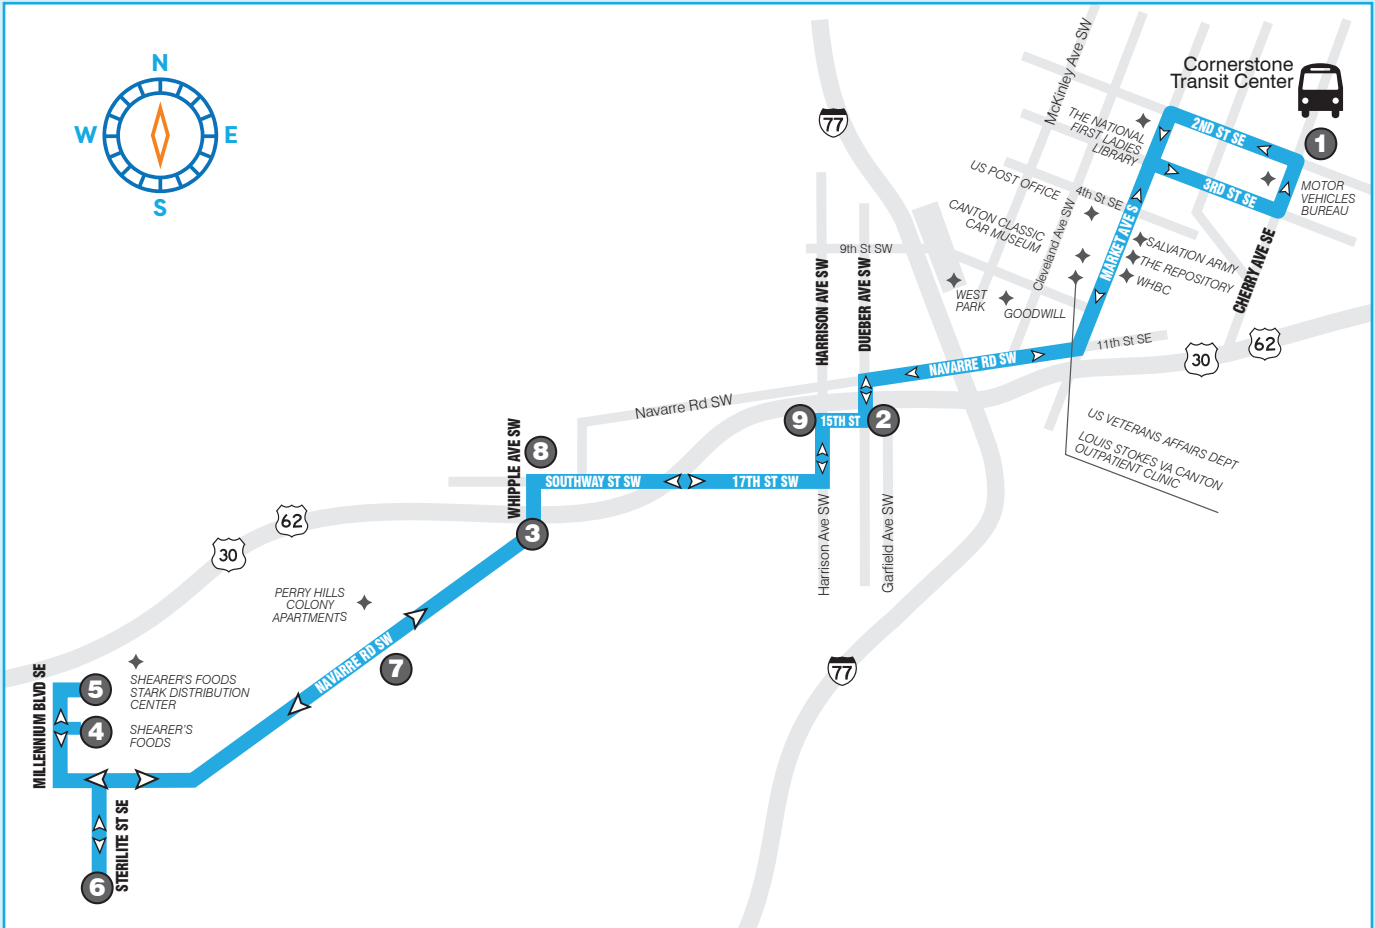 N
W
E
S
77
McKinley Ave SW
Cornerstone
Transit Center
1
2ND ST SE
3RD ST SE
THE NATIONAL
FIRST LADIES
LIBRARY
MOTOR
VEHICLES
BUREAU
US POST OFFICE
4th St SE
CANTON CLASSIC
CAR MUSEUM
Cleveland Ave SW
MARKET AVE S
SALVATION ARMY
THE REPOSITORY
WHBC
CHERRY AVE SE
9th St SW
HARRISON AVE SW
DUEBER AVE SW
WEST
PARK
GOODWILL
11th St SE
30
62
NAVARRE RD SW
Navarre Rd SW
9
15TH ST
2
US VETERANS AFFAIRS DEPT
LOUIS STOKES VA CANTON
OUTPATIENT CLINIC
WHIPPLE AVE SW
8
SOUTHWAY ST SW
17TH ST SW
Harrison Ave SW
Garfield Ave SW
62
30
3
PERRY HILLS
COLONY
APARTMENTS
NAVARRE RD SW
7
77
MILLENNIUM BLVD SE
5
SHEARER'S FOODS
STARK DISTRIBUTION
CENTER
4
SHEARER'S
FOODS
STERILITE ST SE
6